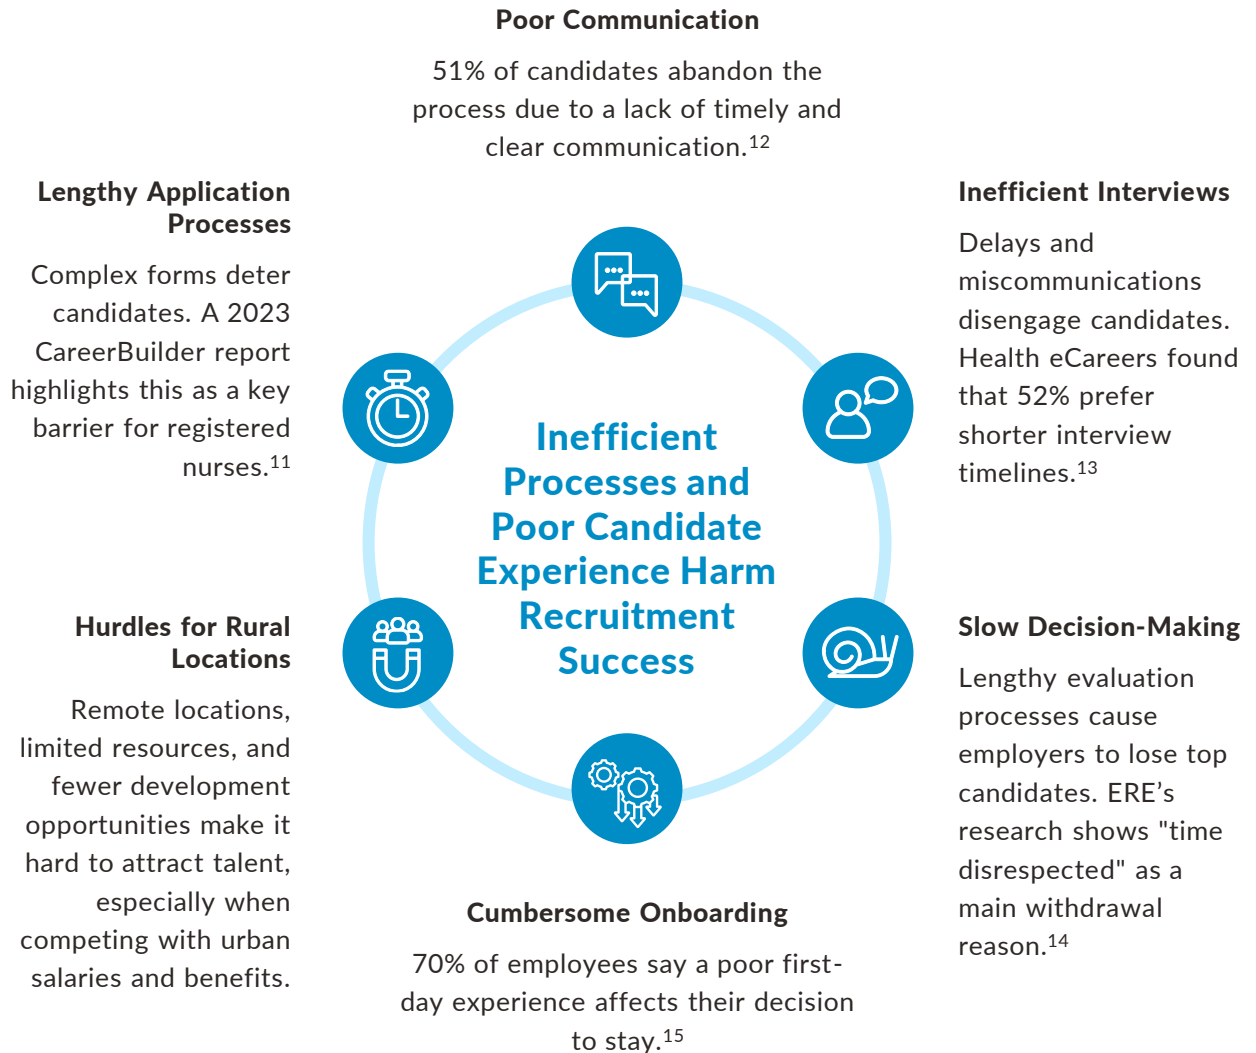 Poor Communication
51% of candidates abandon the
process due to a lack of timely and
clear communication.¹²
Lengthy Application
Processes
Complex forms deter
candidates. A 2023
CareerBuilder report
highlights this as a key
barrier for registered
nurses.¹¹
Inefficient Interviews
Delays and
miscommunications
disengage candidates.
Health eCareers found
that 52% prefer
shorter interview
timelines.¹³
Inefficient
Processes and
Poor Candidate
Experience Harm
Recruitment
Success
Hurdles for Rural
Locations
Remote locations,
limited resources, and
fewer development
opportunities make it
hard to attract talent,
especially when
competing with urban
salaries and benefits.
Slow Decision-Making
Lengthy evaluation
processes cause
employers to lose top
candidates. ERE’s
research shows "time
disrespected" as a
main withdrawal
reason.¹⁴
Cumbersome Onboarding
70% of employees say a poor first-
day experience affects their decision
to stay.¹⁵